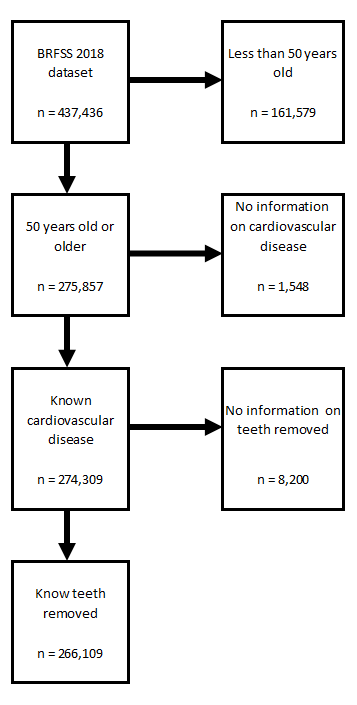 BRFSS 2018
dataset
n = 437,436
Less than 50 years
old
n = 161,579
50 years old or
older
n = 275,857
No information
on cardiovascular
disease
n = 1,548
Known
cardiovascular
disease
n = 274,309
No information on
teeth removed
n = 8,200
Know teeth
removed
n = 266,109